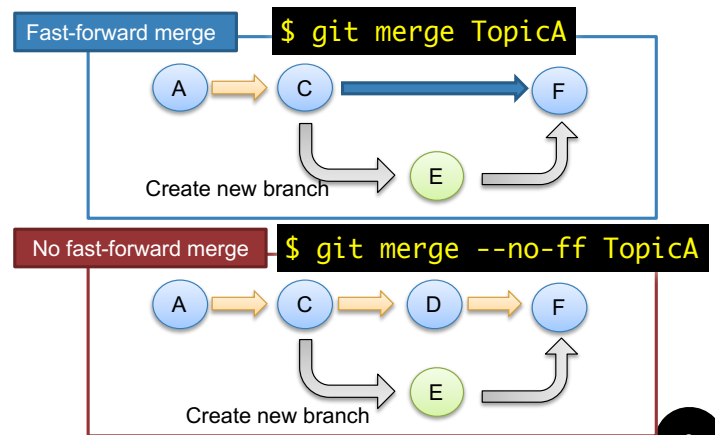 Fast-forward merge
$ git merge TopicA
A
C
F
E
Create new branch
No fast-forward merge
$ git merge --no-ff TopicA
A
C
D
F
E
Create new branch